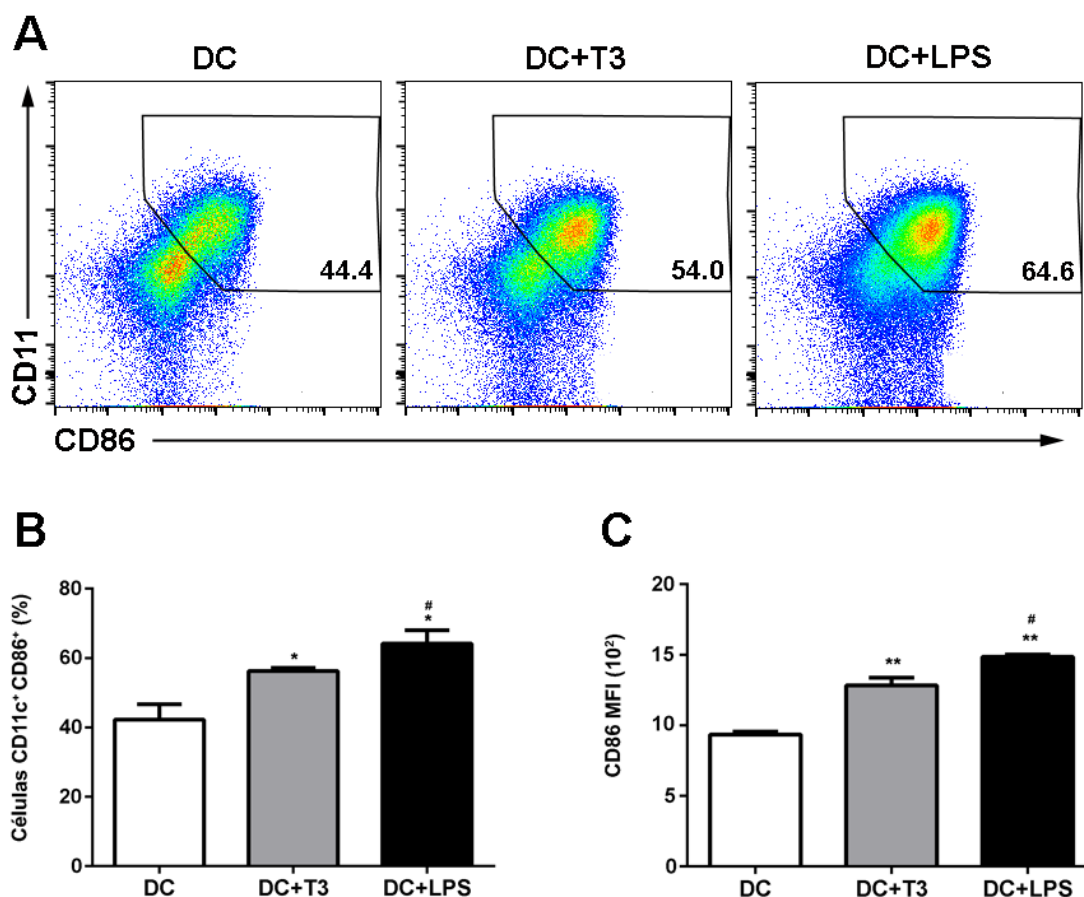 A
DC
DC+T3
DC+LPS
CD11
44.4
54.0
64.6
CD86
B
Células CD11c⁺ CD86⁺ (%)
80
60
40
20
0
*
#
*
DC
DC+T3
DC+LPS
C
CD86 MFI (10²)
20
15
10
5
0
**
#
**
DC
DC+T3
DC+LPS